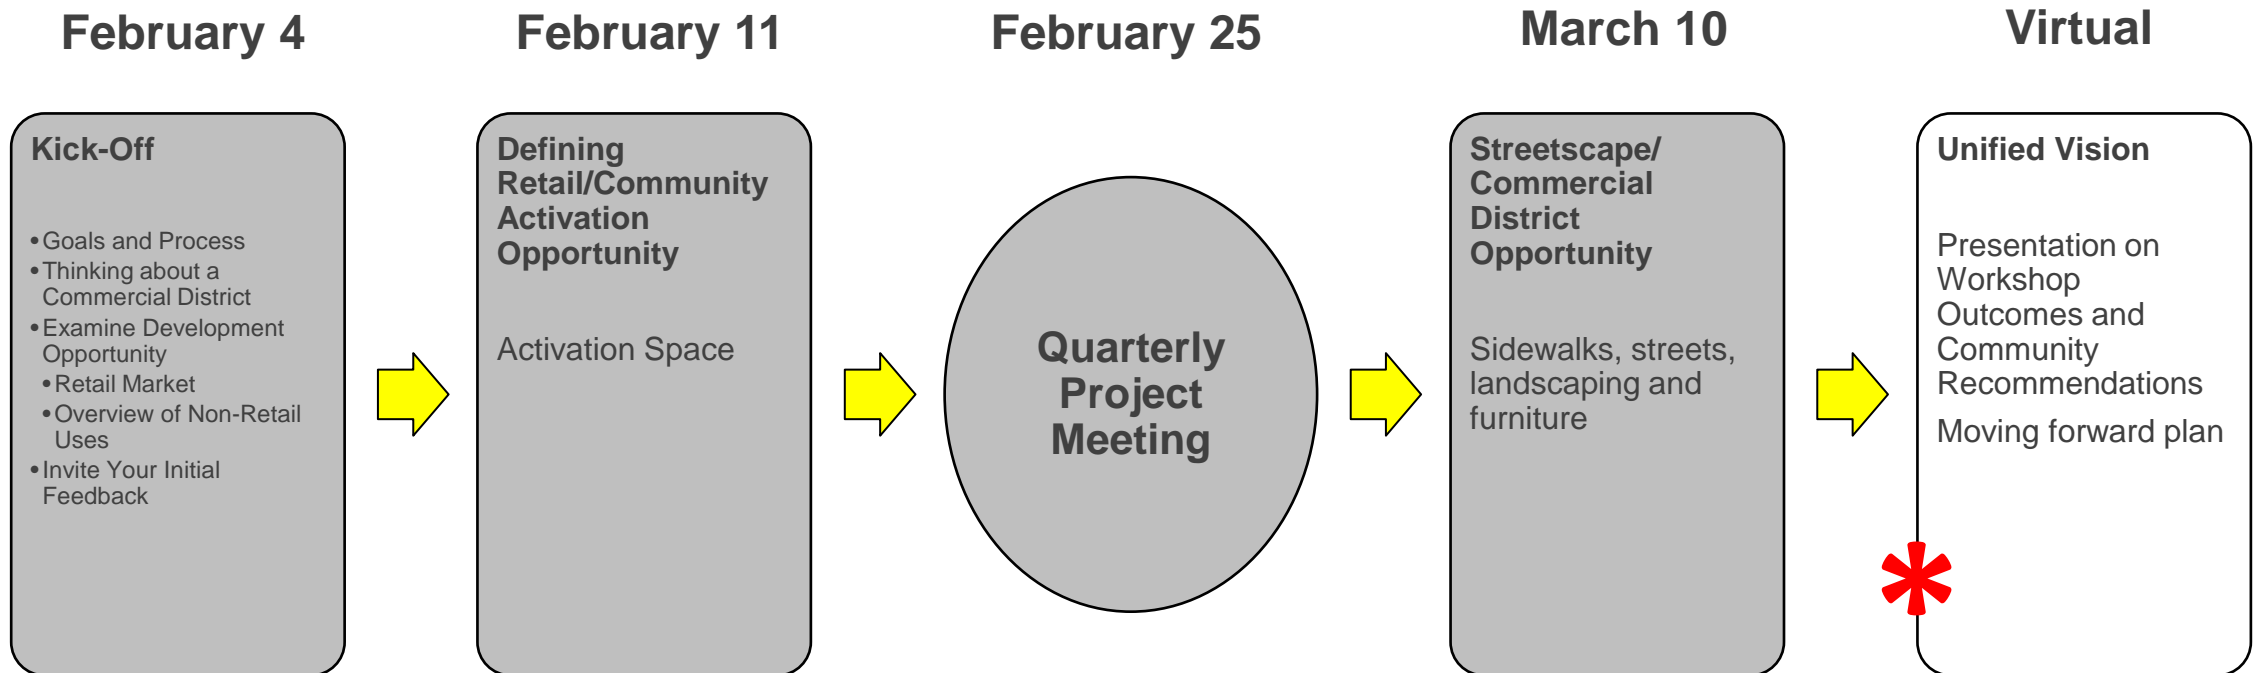 February 4
February 11
February 25
March 10
Virtual
Kick-Off
•Goals and Process
•Thinking about a
Commercial District
•Examine Development
Opportunity
•Retail Market
•Overview of Non-Retail
Uses
•Invite Your Initial
Feedback
Defining
Retail/Community
Activation
Opportunity
Activation Space
Quarterly
Project
Meeting
Streetscape/
Commercial
District
Opportunity
Sidewalks, streets,
landscaping and
furniture
Unified Vision
Presentation on
Workshop
Outcomes and
Community
Recommendations
Moving forward plan
*